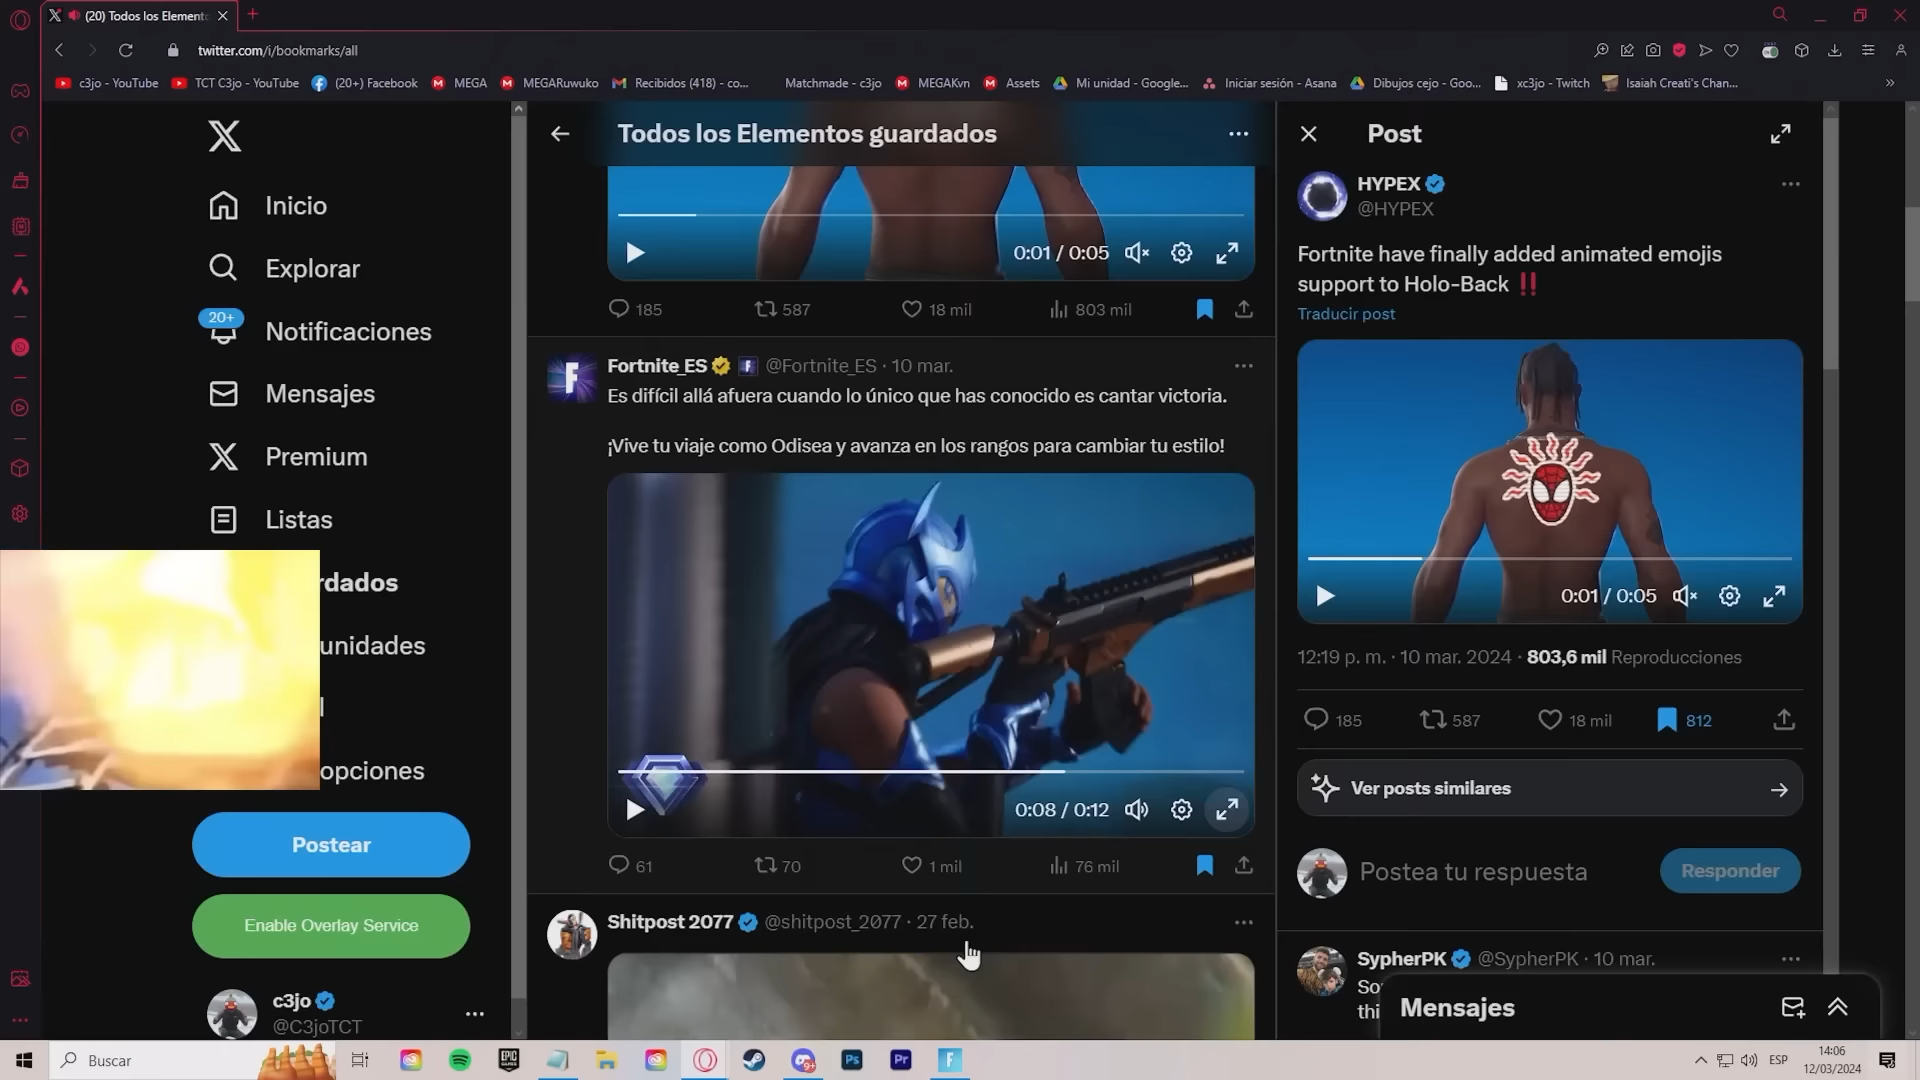 (20) Todos los Element
twitter.com/i/bookmarks/all
c3jo - YouTube
TCT C3jo - YouTube
(20+) Facebook
MEGA
MEGARuwuko
Recibidos (418) - co...
Matchmade - c3jo
MEGAKvn
Assets
Mi unidad - Google...
Iniciar sesión - Asana
Dibujos cejo - Goo...
xc3jo - Twitch
Isaiah Creati's Chan...
Inicio
Explorar
20+
Notificaciones
Mensajes
Premium
Listas
rdados
unidades
l
opciones
Postear
Enable Overlay Service
c3jo
@C3joTCT
Todos los Elementos guardados
0:01 / 0:05
185
587
18 mil
803 mil
Fortnite_ES @Fortnite_ES · 10 mar.
Es difícil allá afuera cuando lo único que has conocido es cantar victoria.
¡Vive tu viaje como Odisea y avanza en los rangos para cambiar tu estilo!
0:08 / 0:12
61
70
1 mil
76 mil
Shitpost 2077 @shitpost_2077 · 27 feb.
Post
HYPEX
@HYPEX
Fortnite have finally added animated emojis
support to Holo-Back ‼️
Traducir post
0:01 / 0:05
12:19 p. m. · 10 mar. 2024 · 803,6 mil Reproducciones
185
587
18 mil
812
Ver posts similares
Postea tu respuesta
Responder
SypherPK @SypherPK · 10 mar.
So
thi
Mensajes
Buscar
EPIC
GAMES
9+
Ps
Pr
F
ESP
14:06
12/03/2024